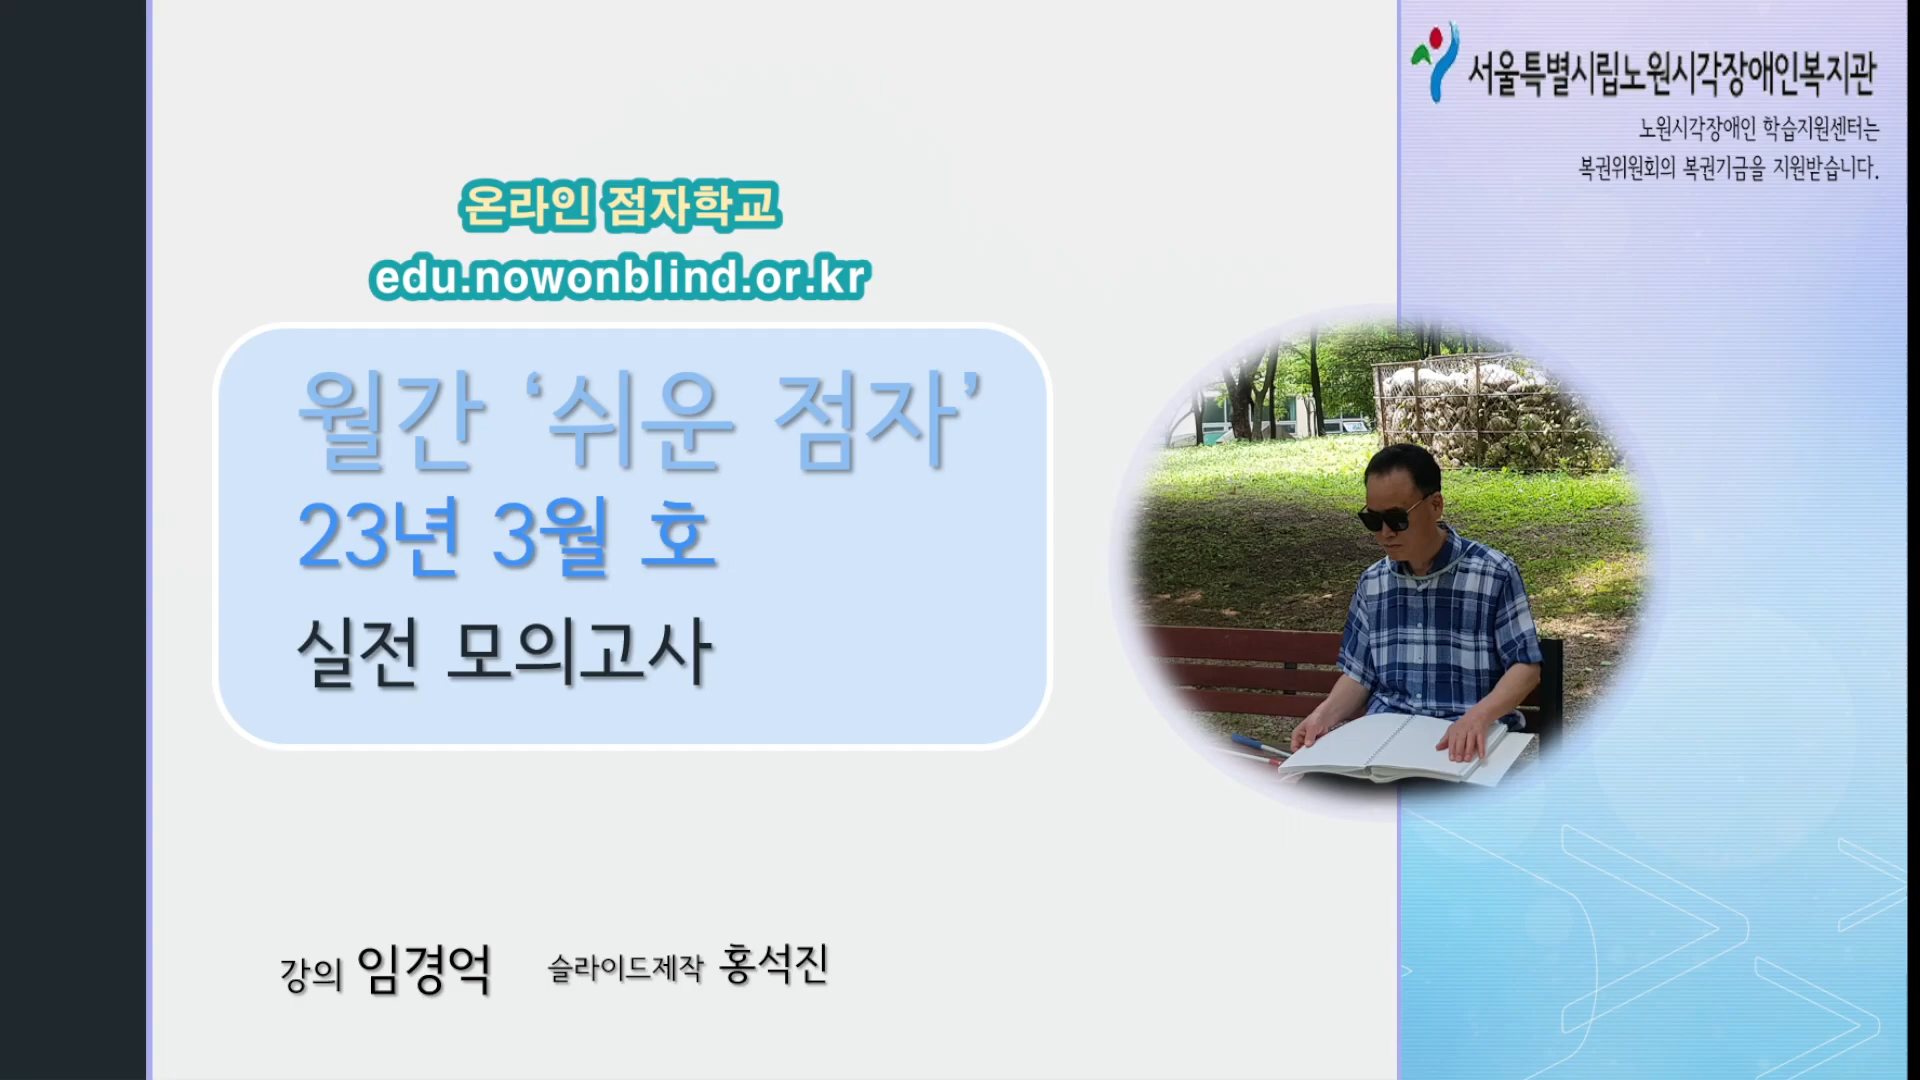 서울특별시립노원시각장애인복지관
노원시각장애인 학습지원센터는
복권위원회의 복권기금을 지원받습니다.
온라인 점자학교
edu.nowonblind.or.kr
월간 ‘쉬운 점자’
23년 3월 호
실전 모의고사
강의 임경억 슬라이드제작 홍석진